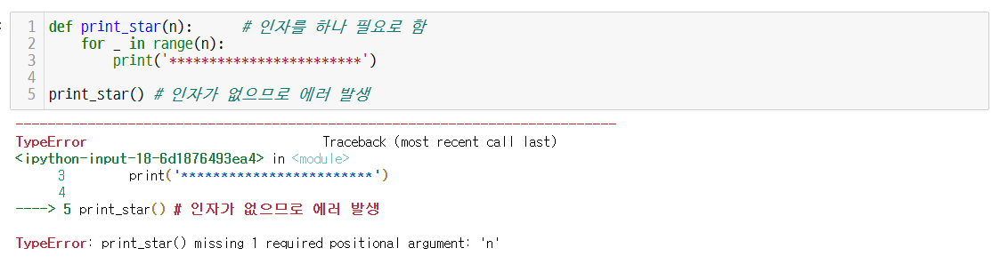 1 def print_star(n):      # 인자를 하나 필요로 함
2     for _ in range(n):
3         print('************************')
4
5 print_star() # 인자가 없으므로 에러 발생
---------------------------------------------------------------------------
TypeError                                 Traceback (most recent call last)
<ipython-input-18-6d1876493ea4> in <module>
      3         print('************************')
      4
----> 5 print_star() # 인자가 없으므로 에러 발생
TypeError: print_star() missing 1 required positional argument: 'n'